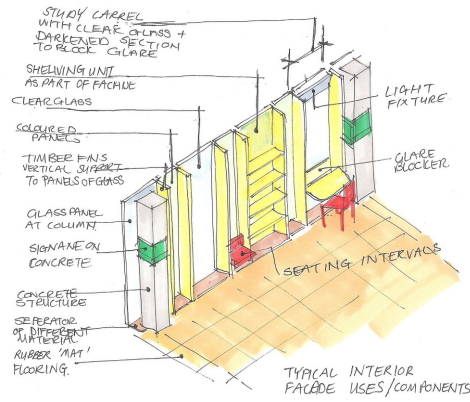 STUDY CARREL
WITH CLEAR GLASS +
DARKENED SECTION
TO BLOCK GLARE
SHELVING UNIT
AS PART OF FACADE
CLEAR GLASS
COLOURED
PANELS
TIMBER FINS
VERTICAL SUPPORT
TO PANELS OF GLASS
GLASS PANEL
AT COLUMN
SIGNAGE ON
CONCRETE
CONCRETE
STRUCTURE
SEPERATOR
OF DIFFERENT
MATERIAL
RUBBER 'MAT'
FLOORING.
LIGHT
FIXTURE
GLARE
BLOCKER
SEATING INTERVALS
TYPICAL INTERIOR
FACADE USES/COMPONENTS